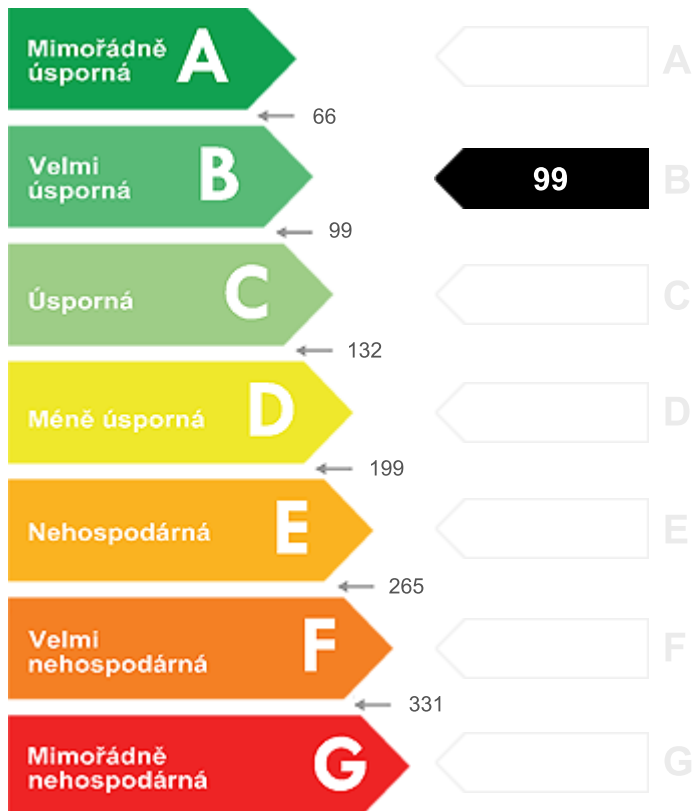 Mimořádně
úsporná
A
A
66
Velmi
úsporná
B
99
B
99
Úsporná
C
C
132
Méně úsporná
D
D
199
Nehospodárná
E
E
265
Velmi
nehospodárná
F
F
331
Mimořádně
nehospodárná
G
G